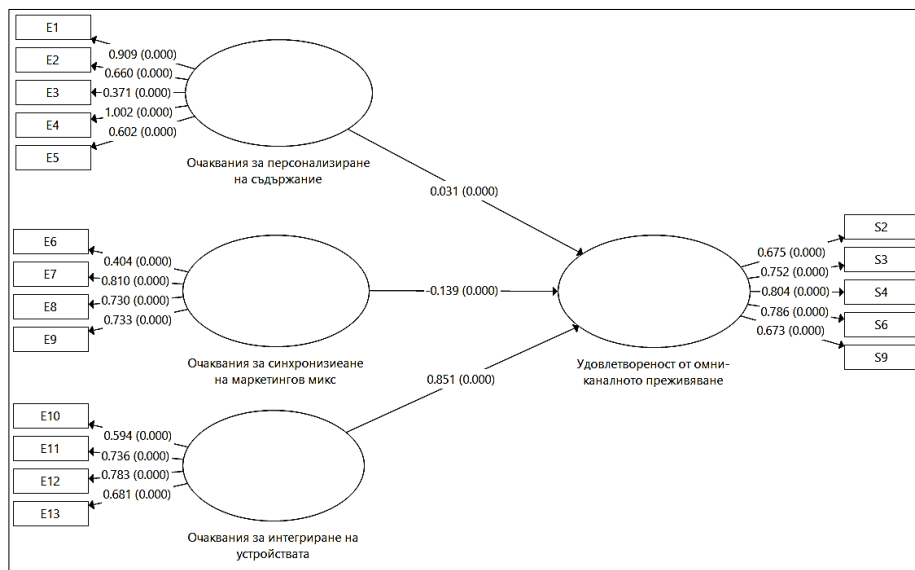 E1
0.909 (0.000)
E2
0.660 (0.000)
E3
0.371 (0.000)
E4
1.002 (0.000)
E5
0.602 (0.000)
Очаквания за персонализиране
на съдържание
0.031 (0.000)
E6
0.404 (0.000)
E7
0.810 (0.000)
E8
0.730 (0.000)
E9
0.733 (0.000)
Очаквания за синхронизиеане
на маркетингов микс
-0.139 (0.000)
S2
0.675 (0.000)
S3
0.752 (0.000)
S4
0.804 (0.000)
S6
0.786 (0.000)
S9
0.673 (0.000)
Удовлетвореност от омни-
каналното преживяване
0.851 (0.000)
E10
0.594 (0.000)
E11
0.736 (0.000)
E12
0.783 (0.000)
E13
0.681 (0.000)
Очаквания за интегриране на
устройствата